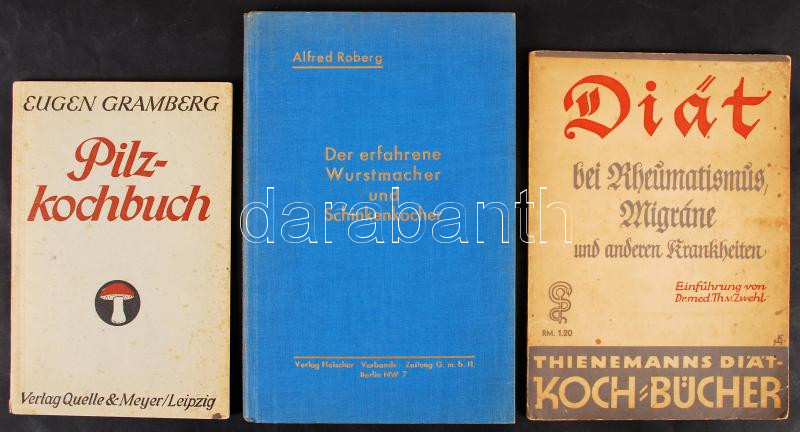 EUGEN GRAMBERG
Pilz-
kochbuch
Verlag Quelle & Meyer/Leipzig
Alfred Roberg
Der erfahrene
Wurstmacher
und
Schinkenkocher
Verlag Fleischer - Verbands - Zeitung G. m. b. H.
Berlin NW 7
darabanth
Diät
bei Rheumatismus,
Migräne
und anderen Krankheiten
Einführung von
Dr. med. Th. v. Zwehl
RM. 1.20
THIENEMANNS DIÄT-
KOCH=BÜCHER